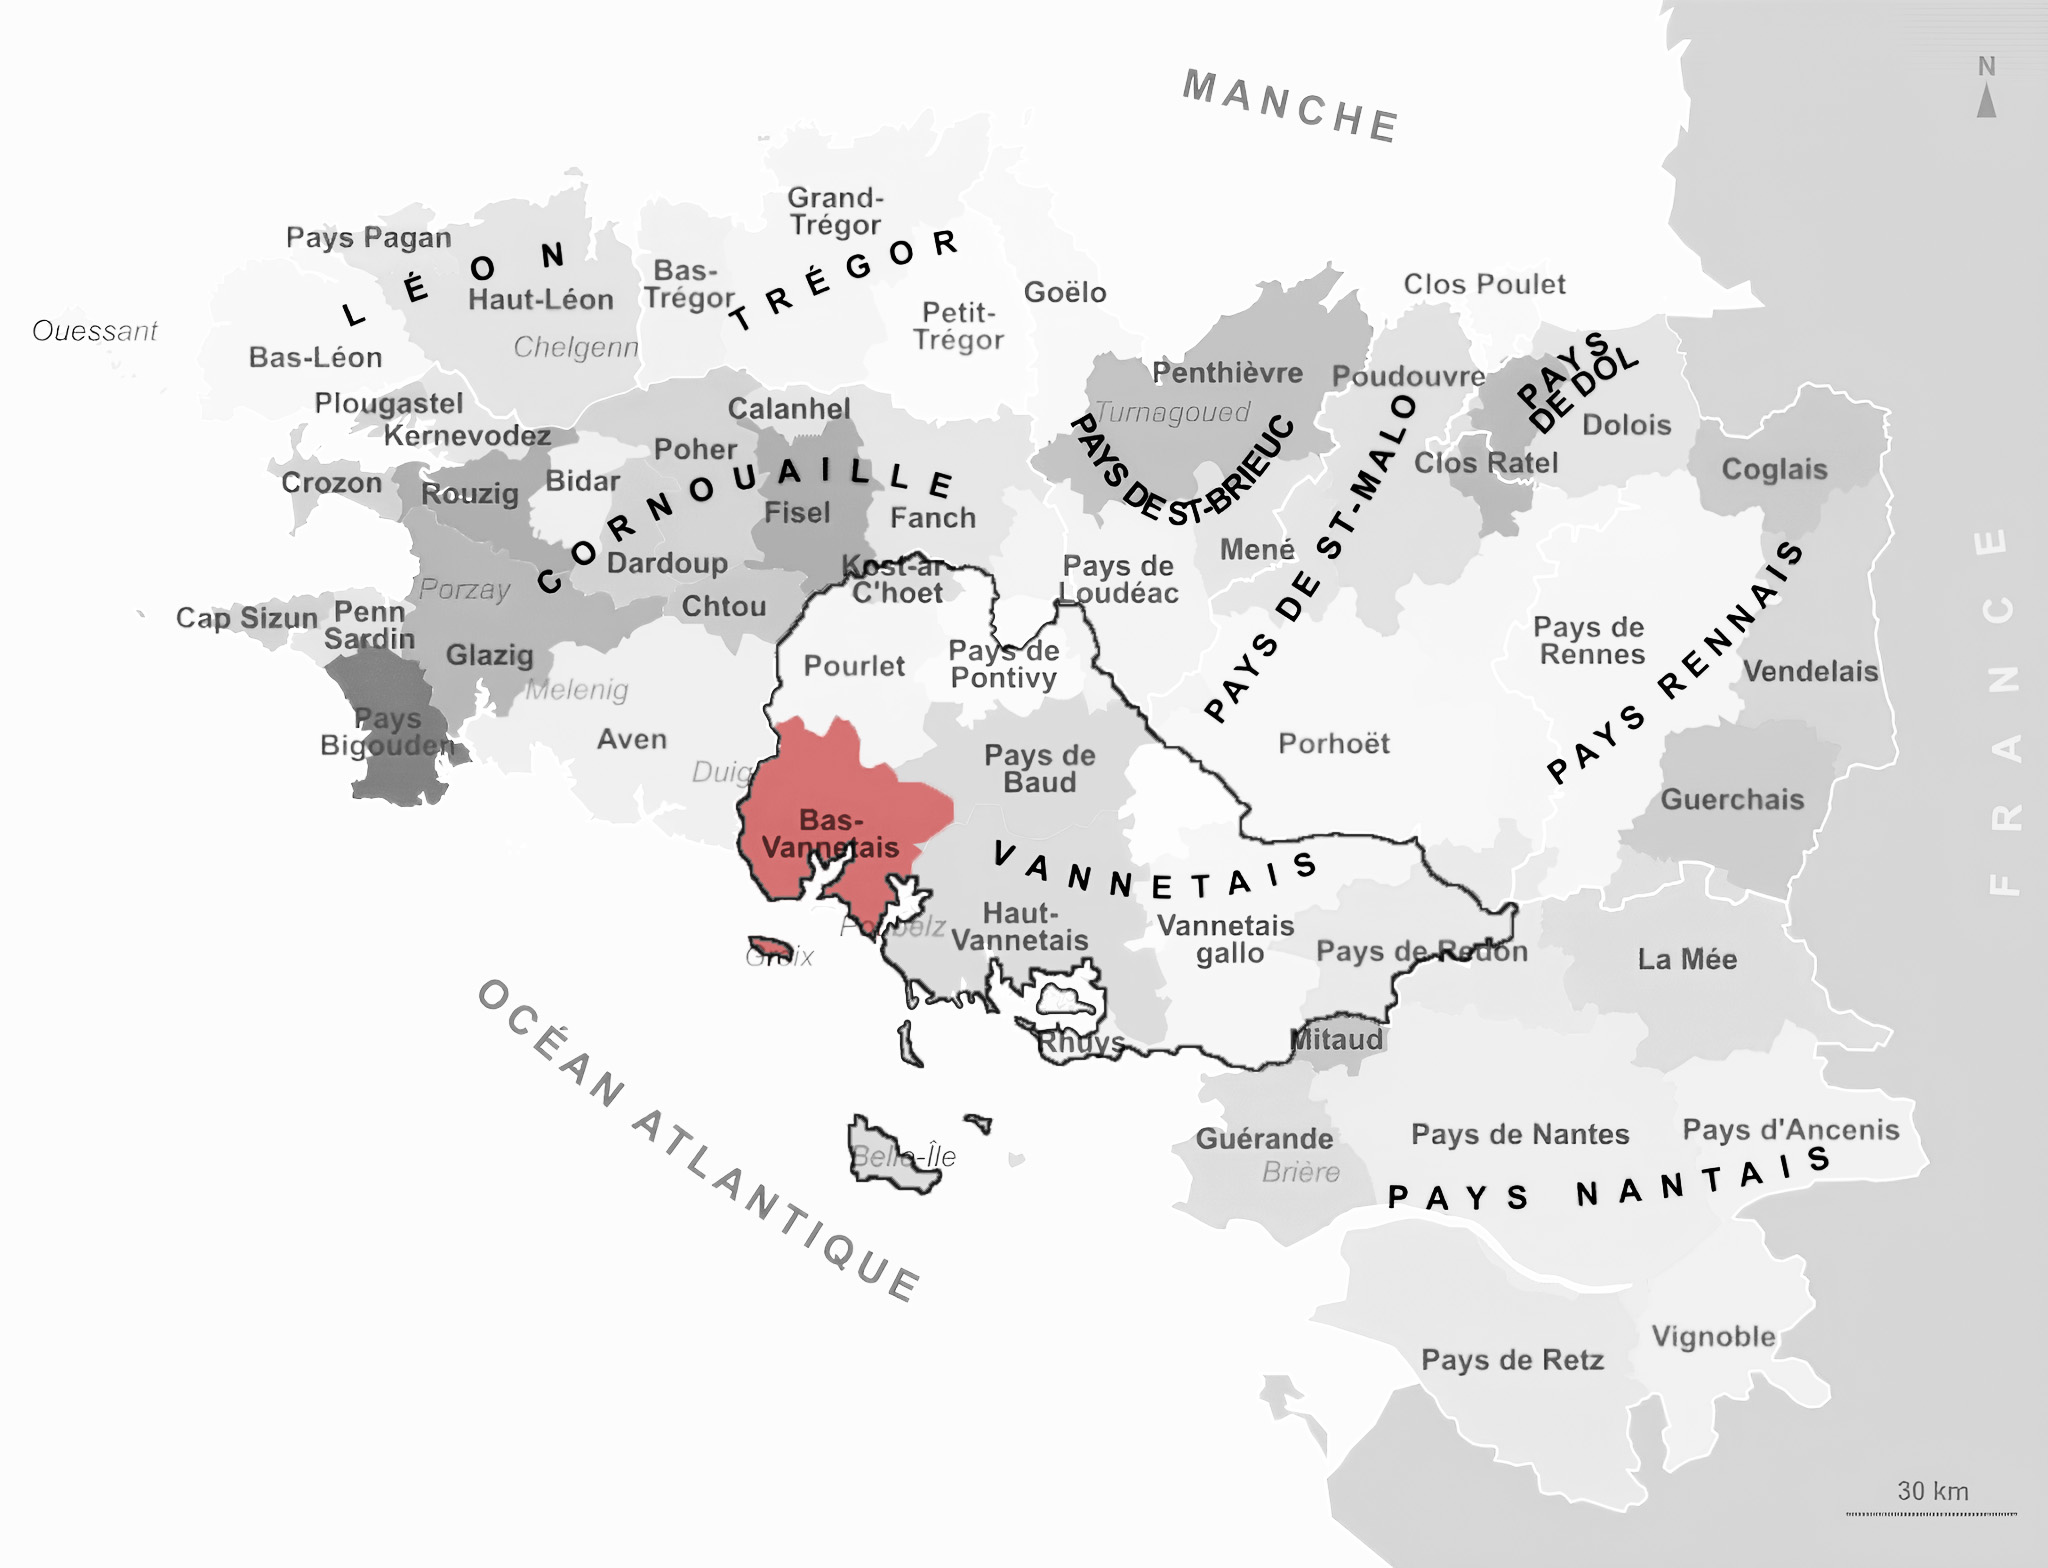 MANCHE
N
Grand-
Trégor
Pays Pagan
LÉON
Haut-Léon
Bas-
Trégor
TRÉGOR
Goëlo
Clos Poulet
Petit-
Trégor
Ouessant
Chelgenn
Bas-Léon
PAYS
DE DOL
Penthièvre
Poudouvre
Plougastel
Calanhel
Turnagoued
Kernevodez
Dolois
Poher
PAYS DE ST-BRIEUC
PAYS DE ST-MALO
Clos Ratel
Coglais
Crozon
Rouzig
Bidar
CORNOUAILLE
Fisel
Fanch
Mené
Dardoup
Kost-ar
C'hoet
Pays de
Loudéac
Porzay
Chtou
Cap Sizun
Penn
Sardin
Pays de
Rennes
PAYS RENNAIS
FRANCE
Glazig
Pourlet
Pays de
Pontivy
Vendelais
Melenig
Pays
Bigouden
Aven
Porhoët
Duig
Pays de
Baud
Guerchais
Bas-
Vannetais
VANNETAIS
Haut-
Vannetais
Vannetais
gallo
Pays de Redon
La Mée
Groix
OCÉAN ATLANTIQUE
Rhuys
Mitaud
Guérande
Pays de Nantes
Pays d'Ancenis
Belle-Île
Brière
PAYS NANTAIS
Vignoble
Pays de Retz
30 km